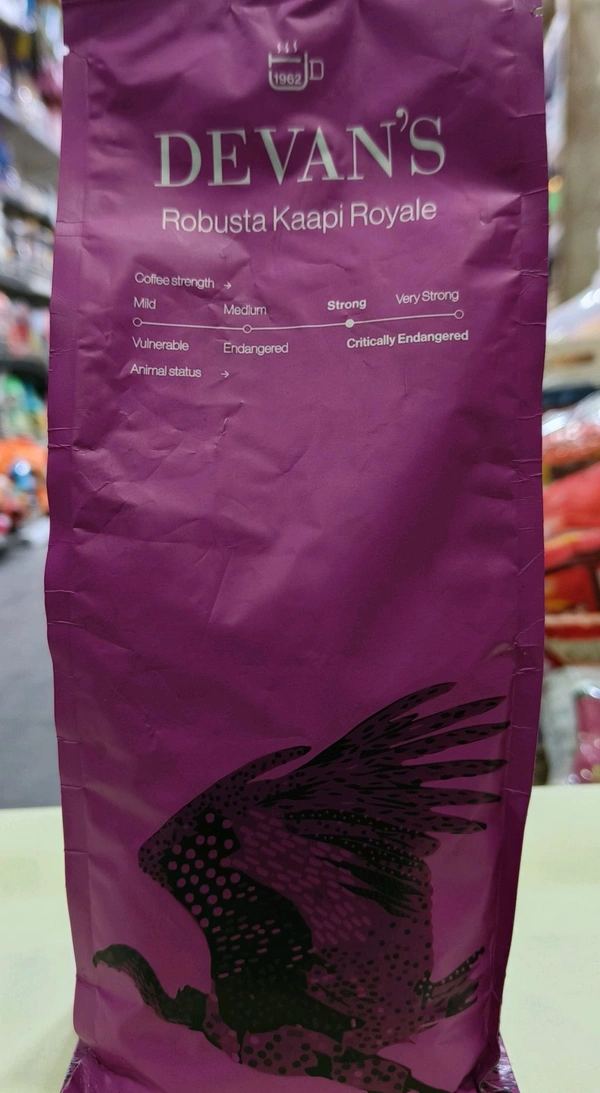 1962
DEVAN'S
Robusta Kaapi Royale
Coffee strength →
Mild Medium Strong Very Strong
Vulnerable Endangered Critically Endangered
Animal status →